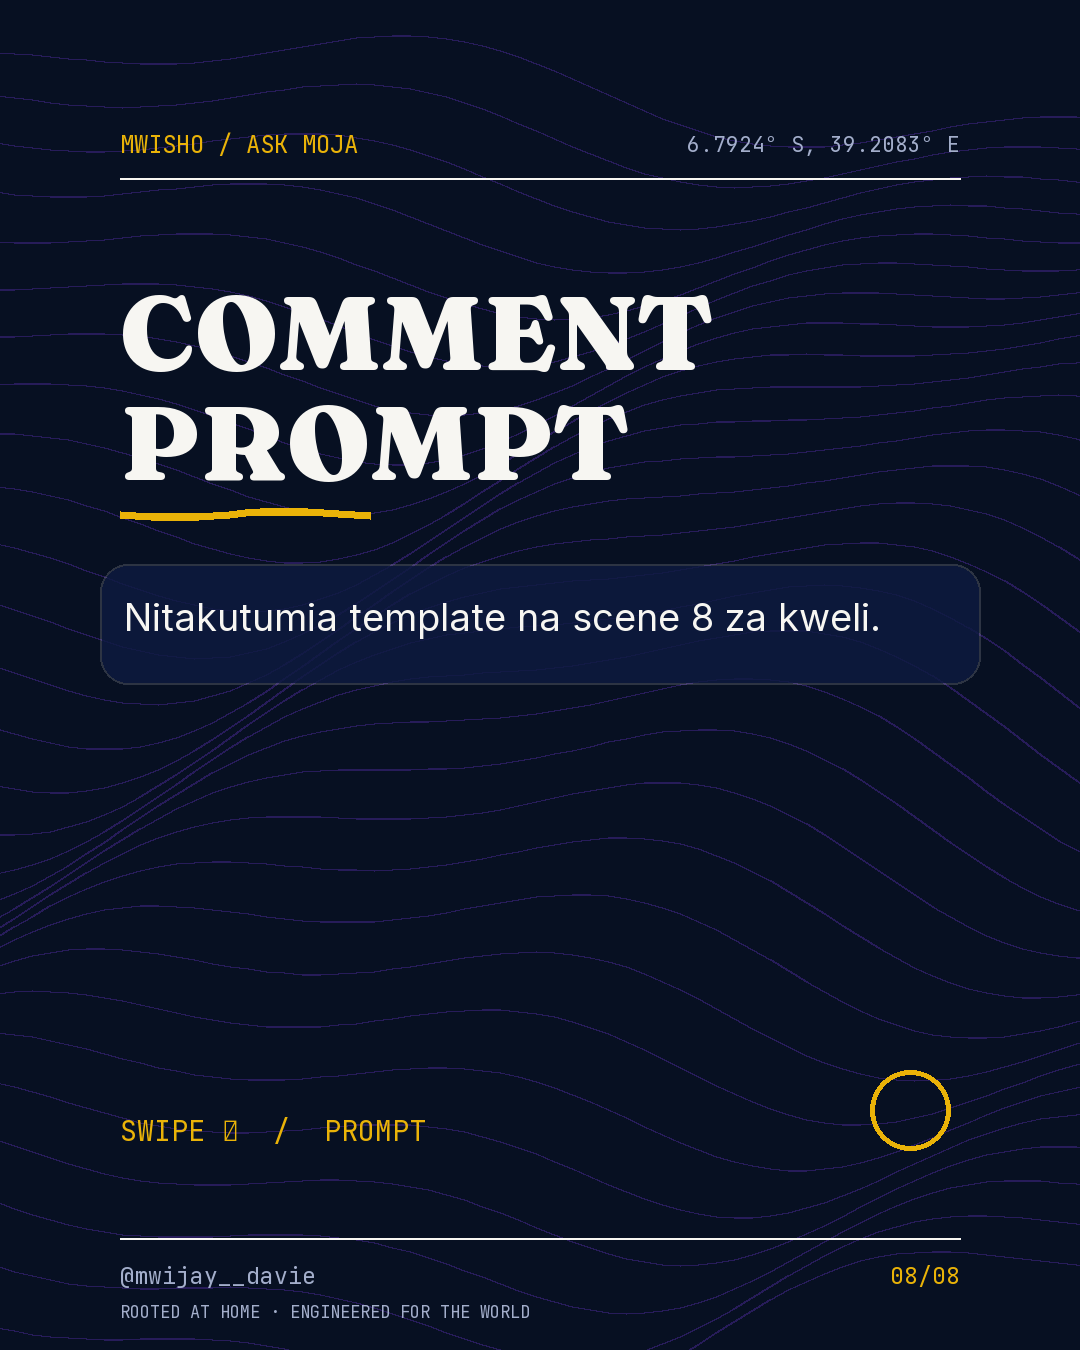 MWISHO / ASK MOJA
6.7924° S, 39.2083° E
COMMENT
PROMPT
Nitakutumia template na scene 8 za kweli.
SWIPE / PROMPT
@mwijay__davie
08/08
ROOTED AT HOME · ENGINEERED FOR THE WORLD